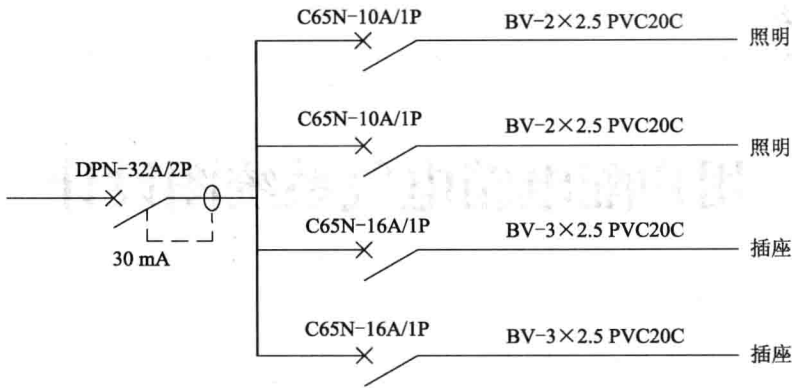 C65N-10A/1P BV-2×2.5 PVC20C 照明
C65N-10A/1P BV-2×2.5 PVC20C 照明
DPN-32A/2P
30 mA
C65N-16A/1P BV-3×2.5 PVC20C 插座
C65N-16A/1P BV-3×2.5 PVC20C 插座